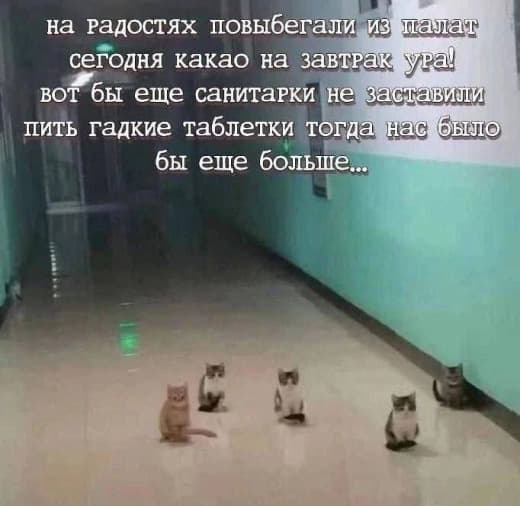 на радостях повыбегали из палат
сегодня какао на завтрак ура!
вот бы еще санитарки не заставили
пить гадкие таблетки тогда нас было
бы еще больше...